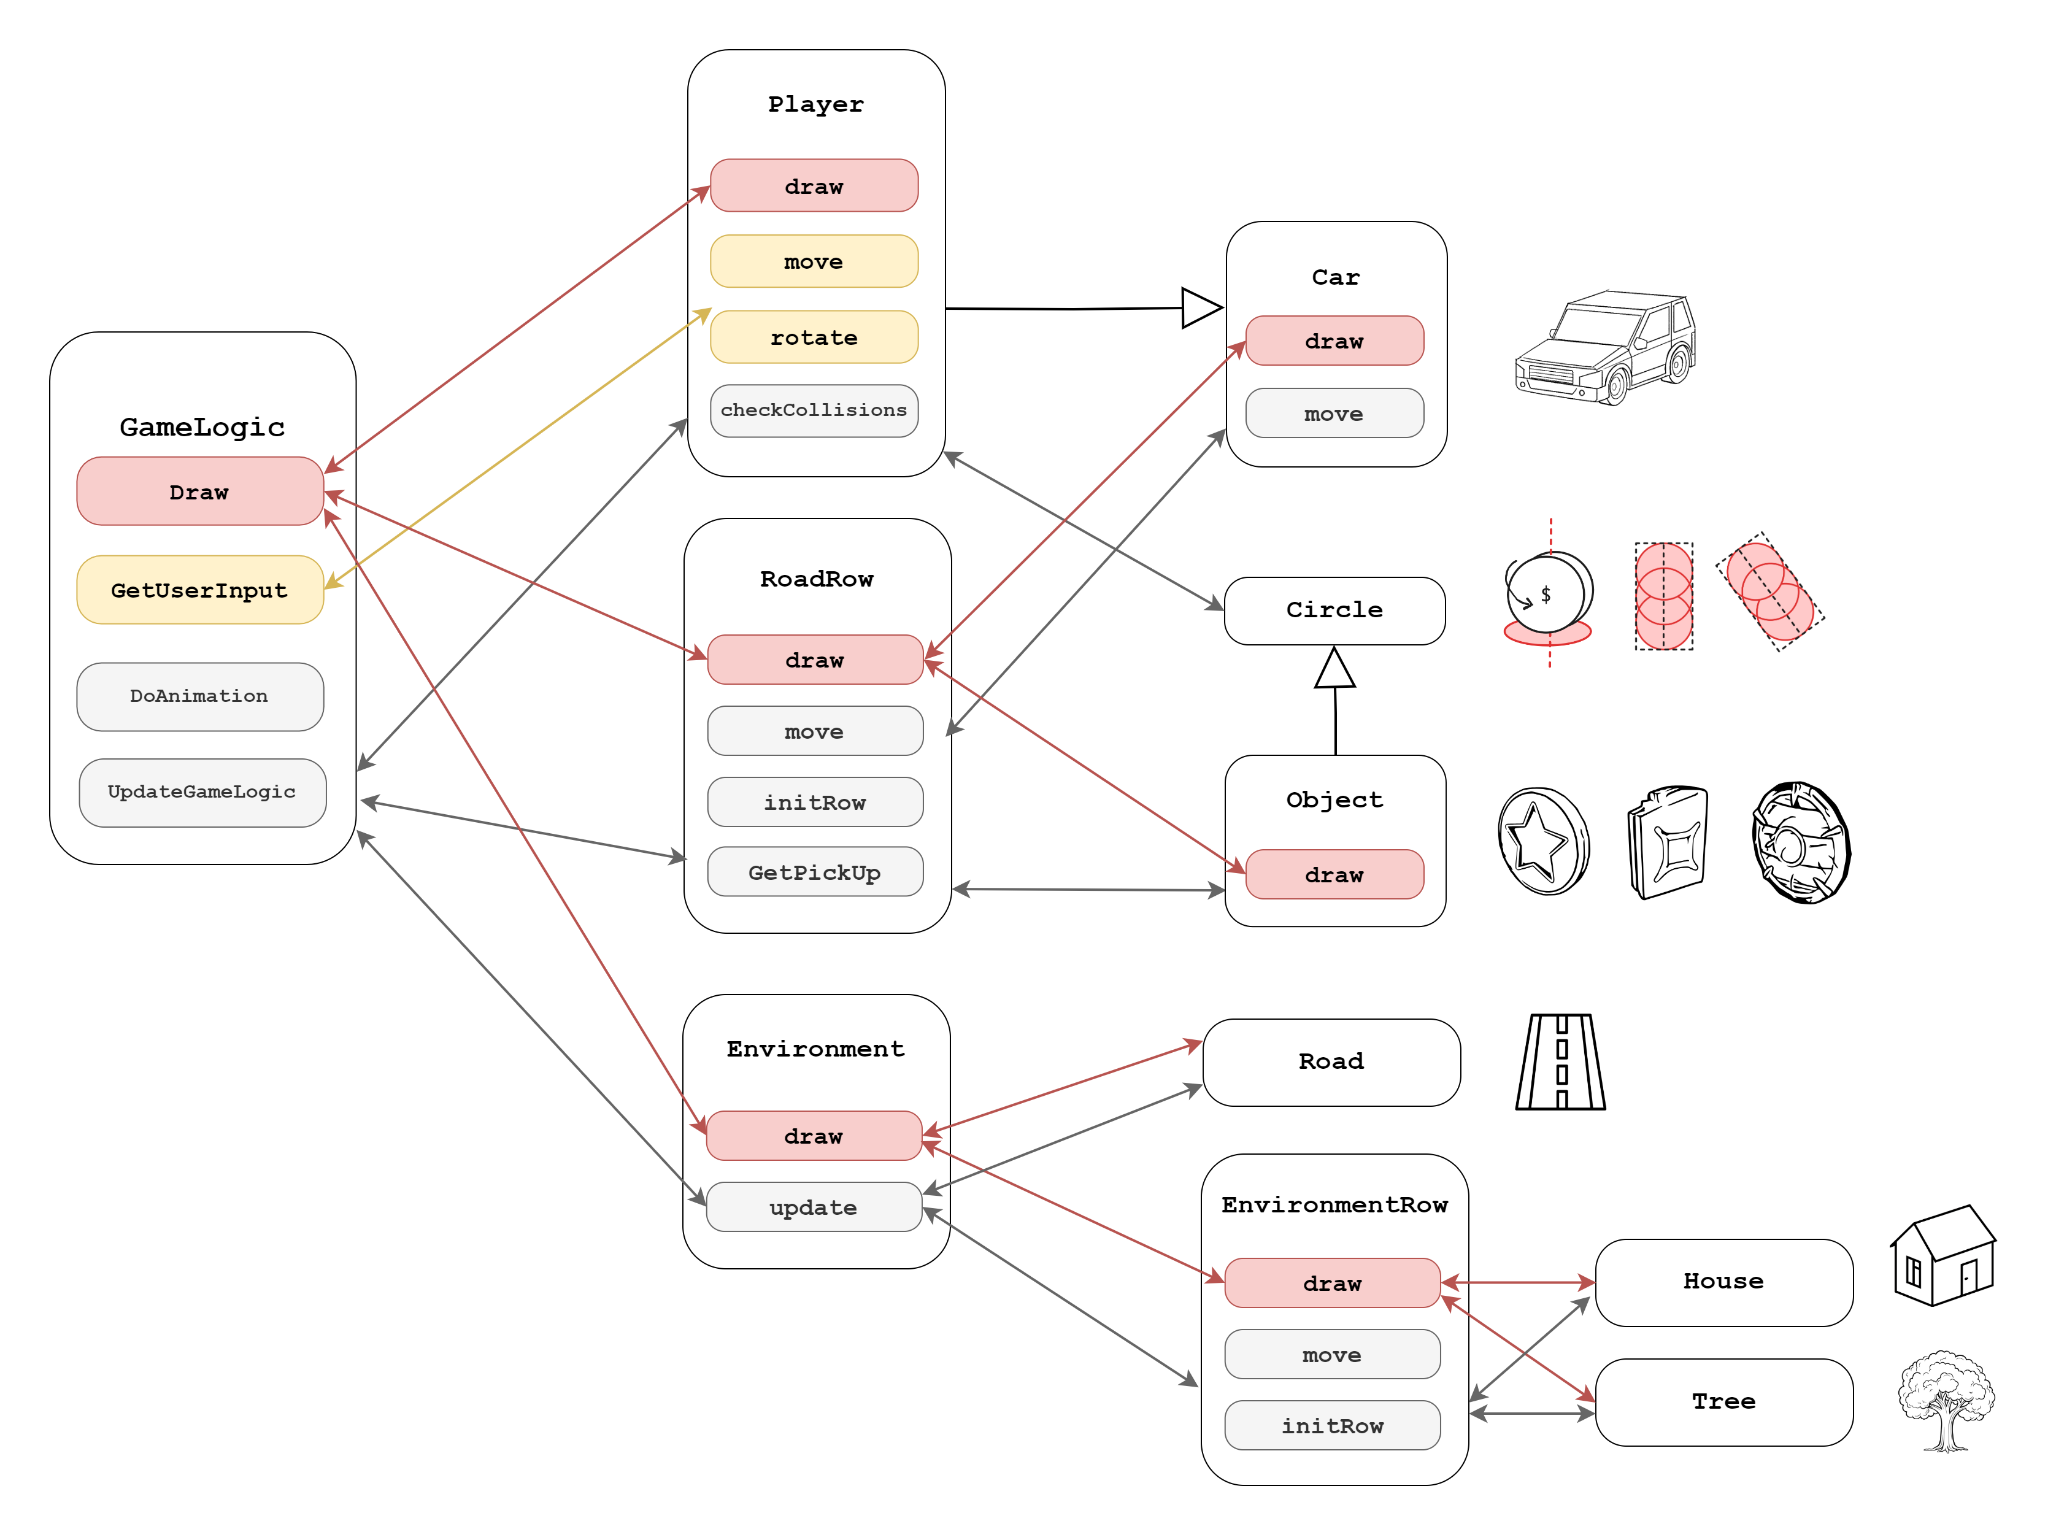 GameLogic
Draw
GetUserInput
DoAnimation
UpdateGameLogic
Player
draw
move
rotate
checkCollisions
RoadRow
draw
move
initRow
GetPickUp
Environment
draw
update
Car
draw
move
Circle
$
Object
draw
Road
EnvironmentRow
draw
move
initRow
House
Tree